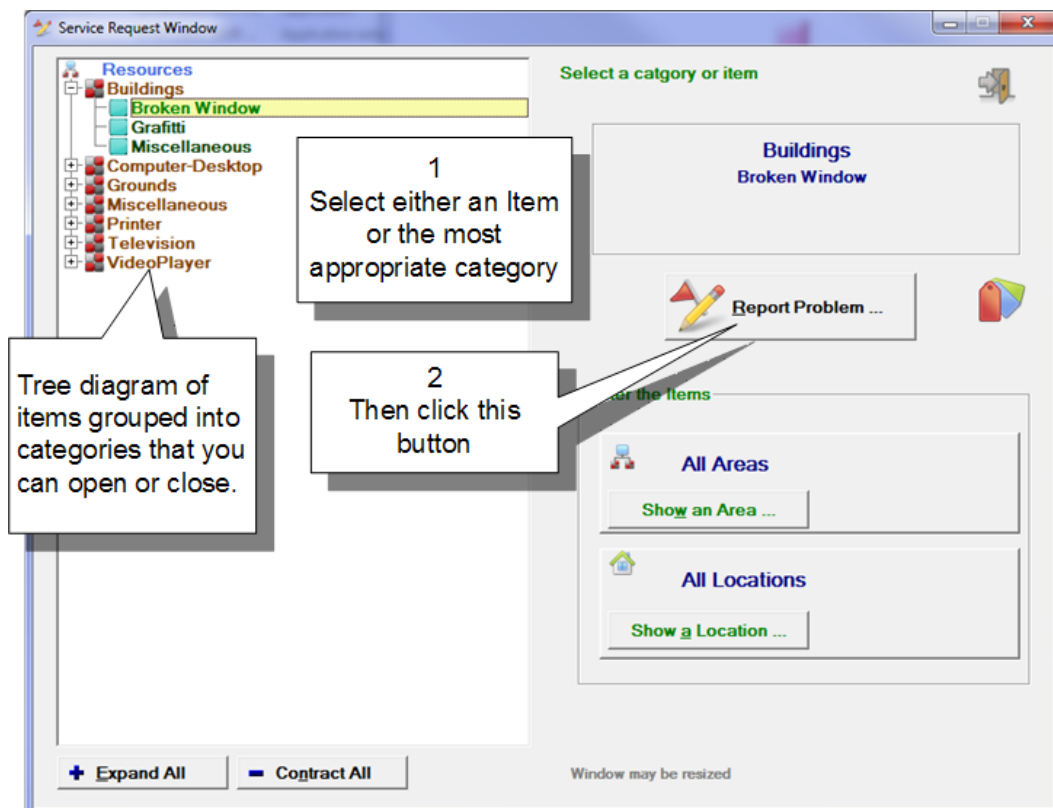 Service Request Window
Resources
Buildings
Broken Window
Grafitti
Miscellaneous
Computer-Desktop
Grounds
Miscellaneous
Printer
Television
VideoPlayer
Select a catgory or item
Buildings
Broken Window
1
Select either an Item
or the most
appropriate category
Report Problem ...
2
Then click this
button
Tree diagram of
items grouped into
categories that you
can open or close.
the Items
All Areas
Show an Area ...
All Locations
Show a Location ...
Expand All
Contract All
Window may be resized